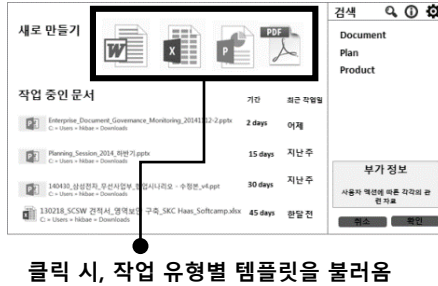 새로 만들기
PDF
작업 중인 문서
기간
최근 작업일
Enterprise_Document_Governance_Monitoring_201411 2-2.pptx
C: » Users » Nkbae » Downloads
2 days
어제
Planning_Session_2014_하반기.pptx
C: » Users » Nkbae » Downloads
15 days
지난 주
140430_삼성전자_무선사업부_협업시나리오 - 수정본_v4.ppt
C: » Users » Nkbae » Downloads
30 days
지난 주
130218_SCSW 견적서_영역보안 구축_SKC Haas_Softcamp.xlsx
C: » Users » Nkbae » Downloads
45 days
한달 전
검색
Document
Plan
Product
부가 정보
사용자 액션에 따른 각각의 관
련 자료
취소
확인
클릭 시, 작업 유형별 템플릿을 불러옴